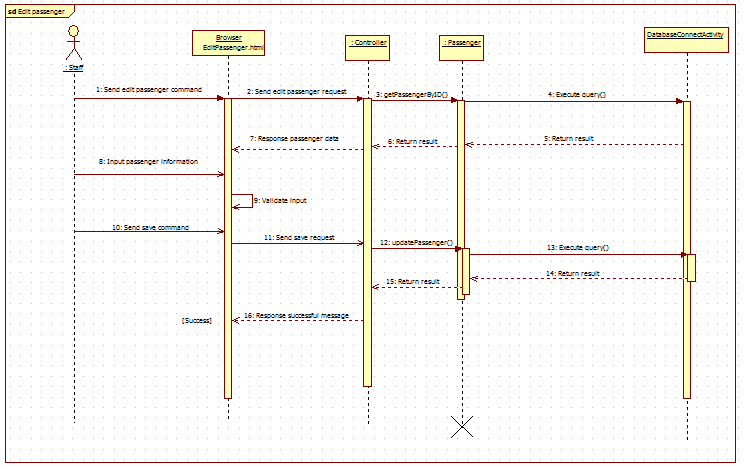 sd Edit passenger
: Staff
Browser
EditPassenger.html
: Controller
: Passenger
DatabaseConnectActivity
1: Send edit passenger command
2: Send edit passenger request
3: getPassengerByID()
4: Execute query()
5: Return result
6: Return result
7: Response passenger data
8: Input passenger information
9: Validate input
10: Send save command
11: Send save request
12: updatePassenger()
13: Execute query()
14: Return result
15: Return result
[Success]
16: Response successful message